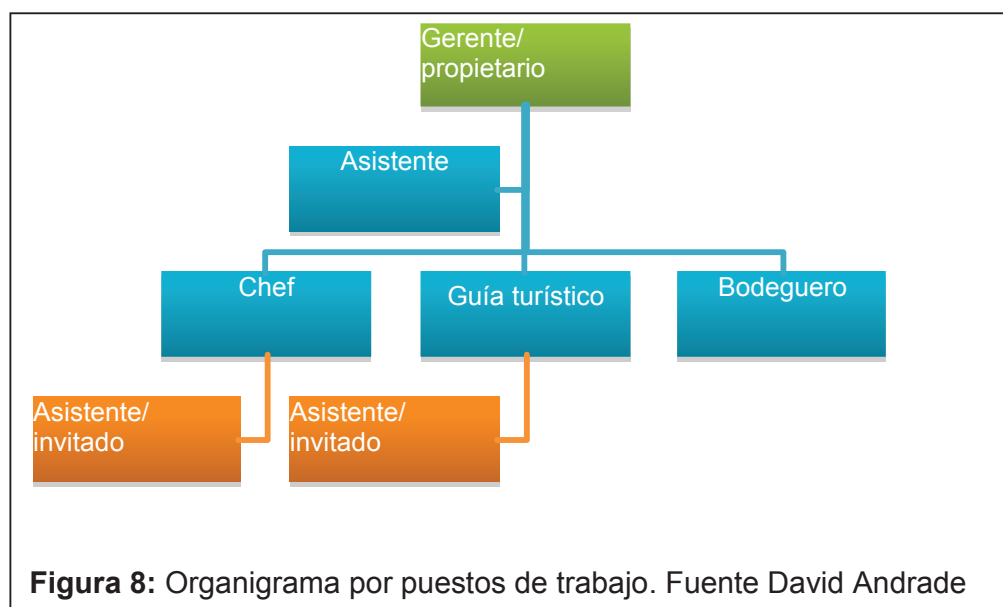 Gerente/
propietario
Asistente
Chef
Guía turístico
Bodeguero
Asistente/
invitado
Asistente/
invitado
Figura 8: Organigrama por puestos de trabajo. Fuente David Andrade